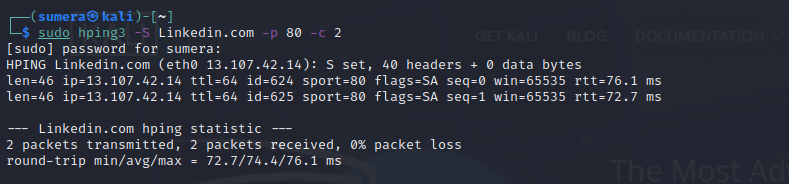 (sumera㉿kali)-[~]
$ sudo hping3 -S Linkedin.com -p 80 -c 2
GET KALI BLOG DOCUMENTATION
[sudo] password for sumera:
HPING Linkedin.com (eth0 13.107.42.14): S set, 40 headers + 0 data bytes
len=46 ip=13.107.42.14 ttl=64 id=624 sport=80 flags=SA seq=0 win=65535 rtt=76.1 ms
len=46 ip=13.107.42.14 ttl=64 id=625 sport=80 flags=SA seq=1 win=65535 rtt=72.7 ms
--- Linkedin.com hping statistic ---
2 packets transmitted, 2 packets received, 0% packet loss
round-trip min/avg/max = 72.7/74.4/76.1 ms
The Most Ad